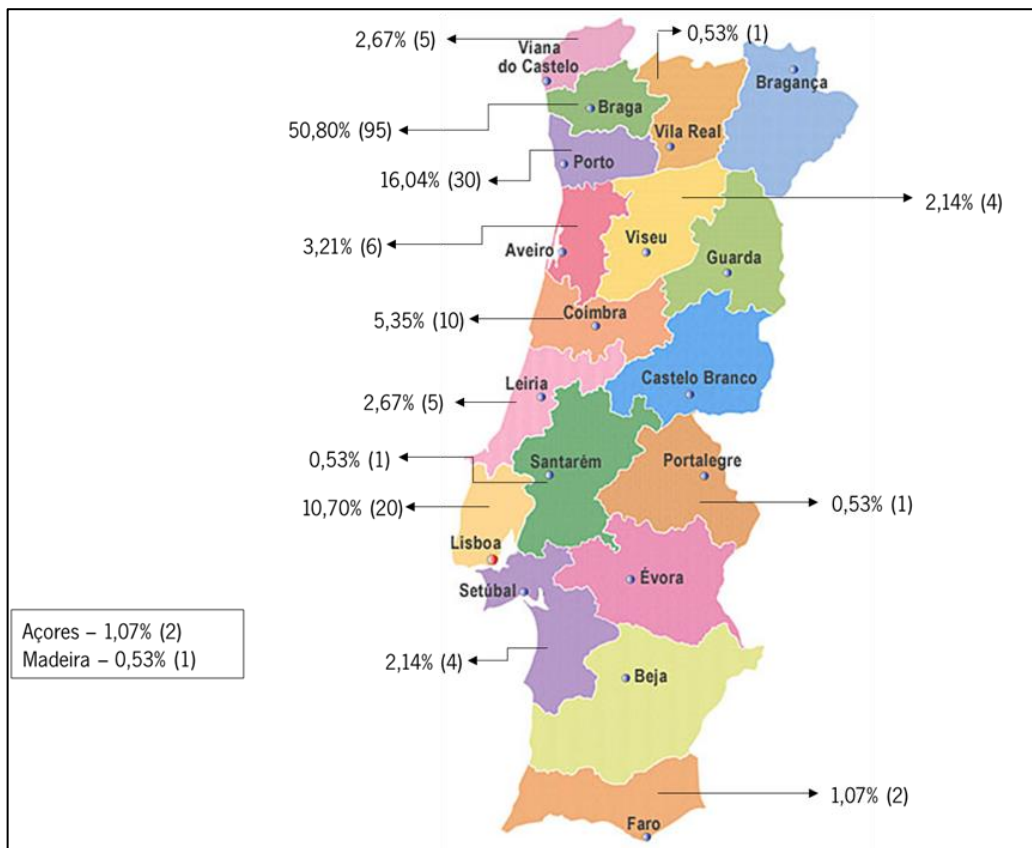 2,67% (5)
0,53% (1)
Viana
do Castelo
Bragança
Braga
50,80% (95)
Vila Real
Porto
16,04% (30)
2,14% (4)
3,21% (6)
Aveiro
Viseu
Guarda
Coimbra
5,35% (10)
Castelo Branco
Leiria
2,67% (5)
0,53% (1)
Santarém
Portalegre
10,70% (20)
0,53% (1)
Lisboa
Évora
Setúbal
Açores – 1,07% (2)
Madeira – 0,53% (1)
2,14% (4)
Beja
1,07% (2)
Faro